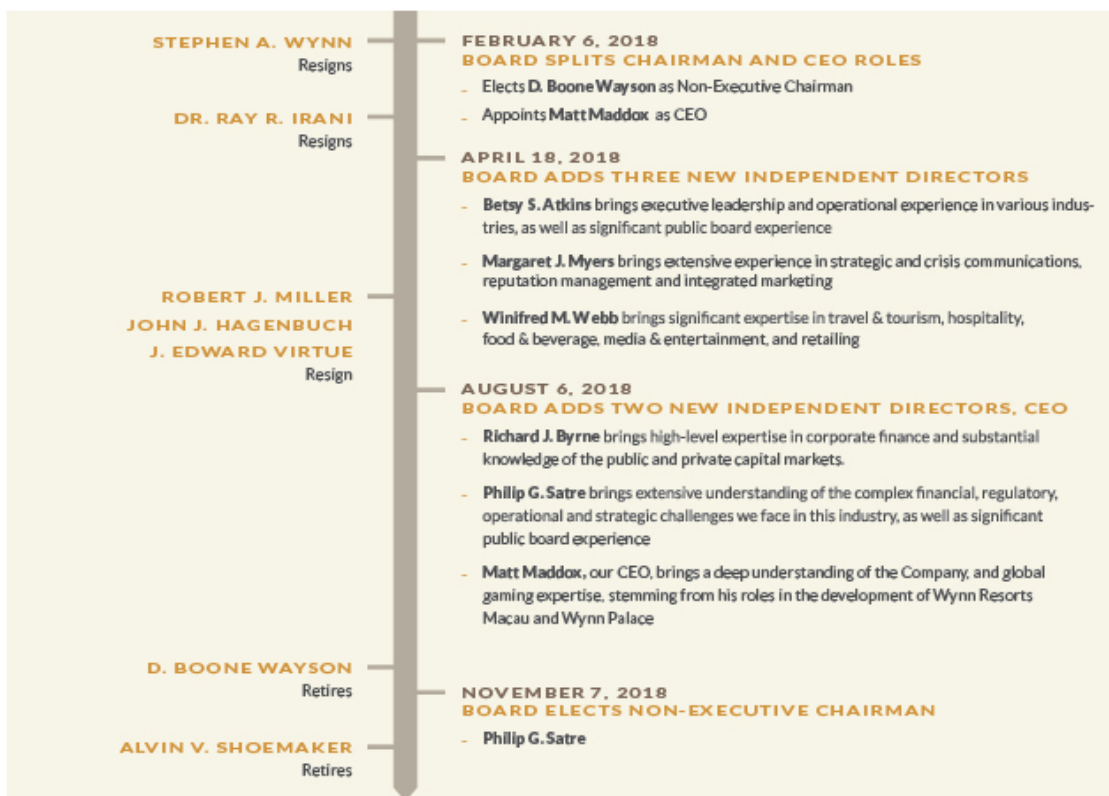 STEPHEN A. WYNN
Resigns
FEBRUARY 6, 2018
BOARD SPLITS CHAIRMAN AND CEO ROLES
- Elects D. Boone Wayson as Non-Executive Chairman
- Appoints Matt Maddox as CEO
DR. RAY R. IRANI
Resigns
APRIL 18, 2018
BOARD ADDS THREE NEW INDEPENDENT DIRECTORS
- Betsy S. Atkins brings executive leadership and operational experience in various indus-
tries, as well as significant public board experience
- Margaret J. Myers brings extensive experience in strategic and crisis communications,
reputation management and integrated marketing
- Winifred M. Webb brings significant expertise in travel & tourism, hospitality,
food & beverage, media & entertainment, and retailing
ROBERT J. MILLER
JOHN J. HAGENBUCH
J. EDWARD VIRTUE
Resign
AUGUST 6, 2018
BOARD ADDS TWO NEW INDEPENDENT DIRECTORS, CEO
- Richard J. Byrne brings high-level expertise in corporate finance and substantial
knowledge of the public and private capital markets.
- Philip G. Satre brings extensive understanding of the complex financial, regulatory,
operational and strategic challenges we face in this industry, as well as significant
public board experience
- Matt Maddox, our CEO, brings a deep understanding of the Company, and global
gaming expertise, stemming from his roles in the development of Wynn Resorts
Macau and Wynn Palace
D. BOONE WAYSON
Retires
NOVEMBER 7, 2018
BOARD ELECTS NON-EXECUTIVE CHAIRMAN
- Philip G. Satre
ALVIN V. SHOEMAKER
Retires